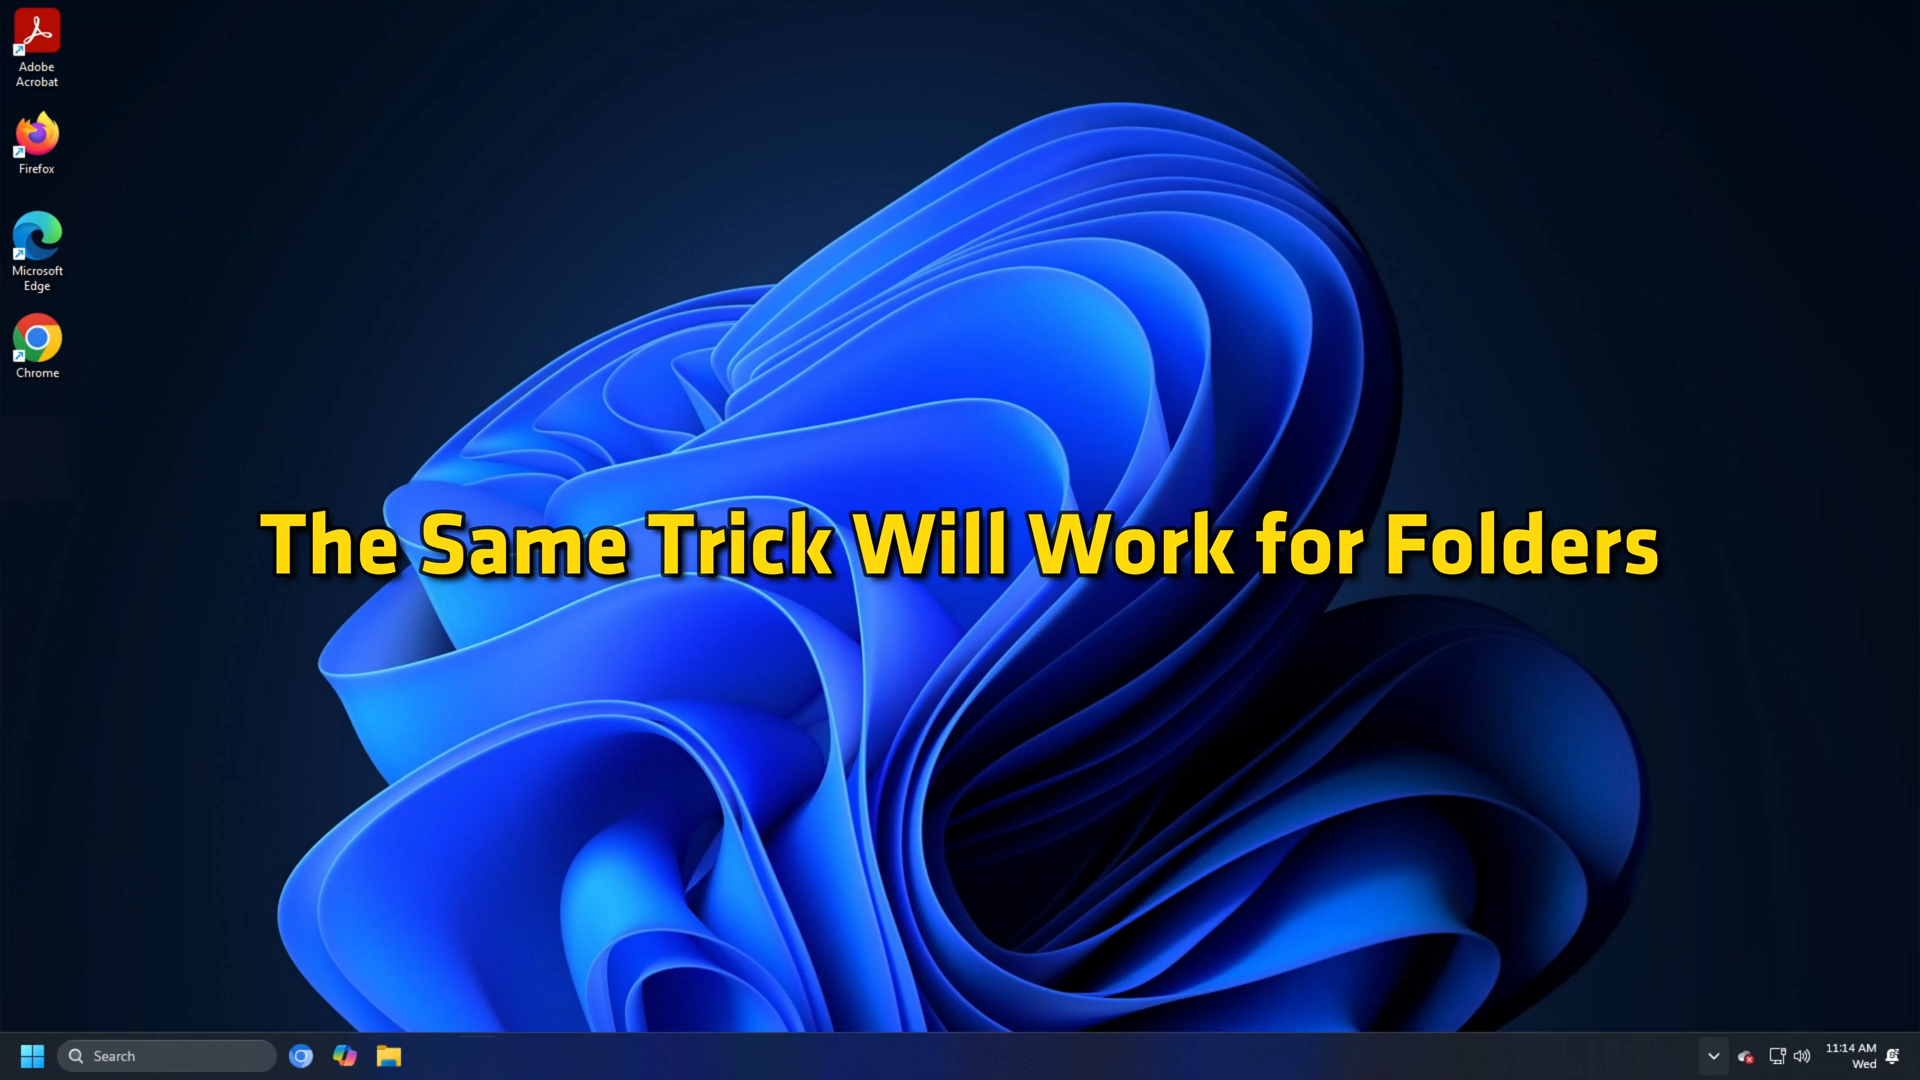 Adobe
Acrobat
Firefox
Microsoft
Edge
Chrome
The Same Trick Will Work for Folders
Search
11:14 AM
Wed